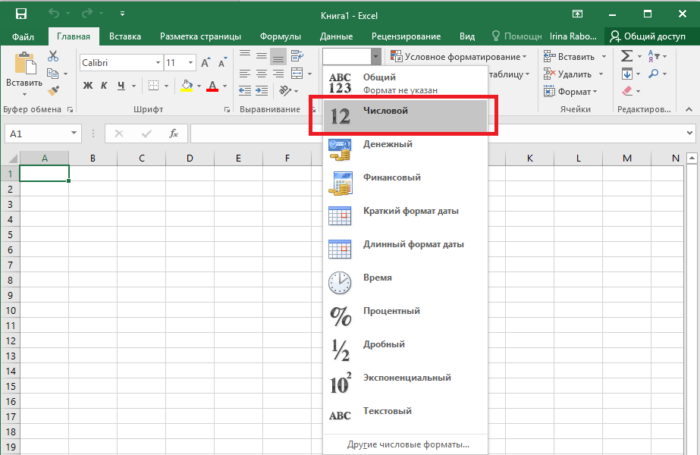 Книга1 - Excel
Файл Главная Вставка Разметка страницы Формулы Данные Рецензирование Вид Помощн Irina Rabo... Общий доступ
Вставить
Calibri 11
Ж К Ч
Условное форматирование
таблицу
Вставить
Удалить
Формат
Буфер обмена Шрифт Выравнивание Ячейки Редактиров...
ABC
123
Общий
Формат не указан
12 Числовой
Денежный
Финансовый
Краткий формат даты
Длинный формат даты
Время
% Процентный
1/2 Дробный
10² Экспоненциальный
ABC Текстовый
Другие числовые форматы...
A1 fx
A B C D E F K L M N
1
2
3
4
5
6
7
8
9
10
11
12
13
14
15
16
17
18
19